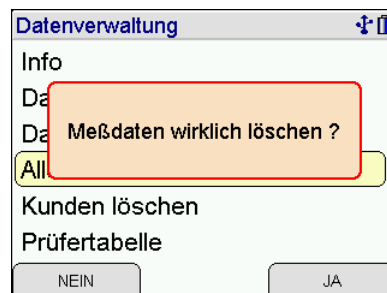 Datenverwaltung
Info
Da
Da
Meßdaten wirklich löschen ?
All
Kunden löschen
Prüfertabelle
NEIN
JA